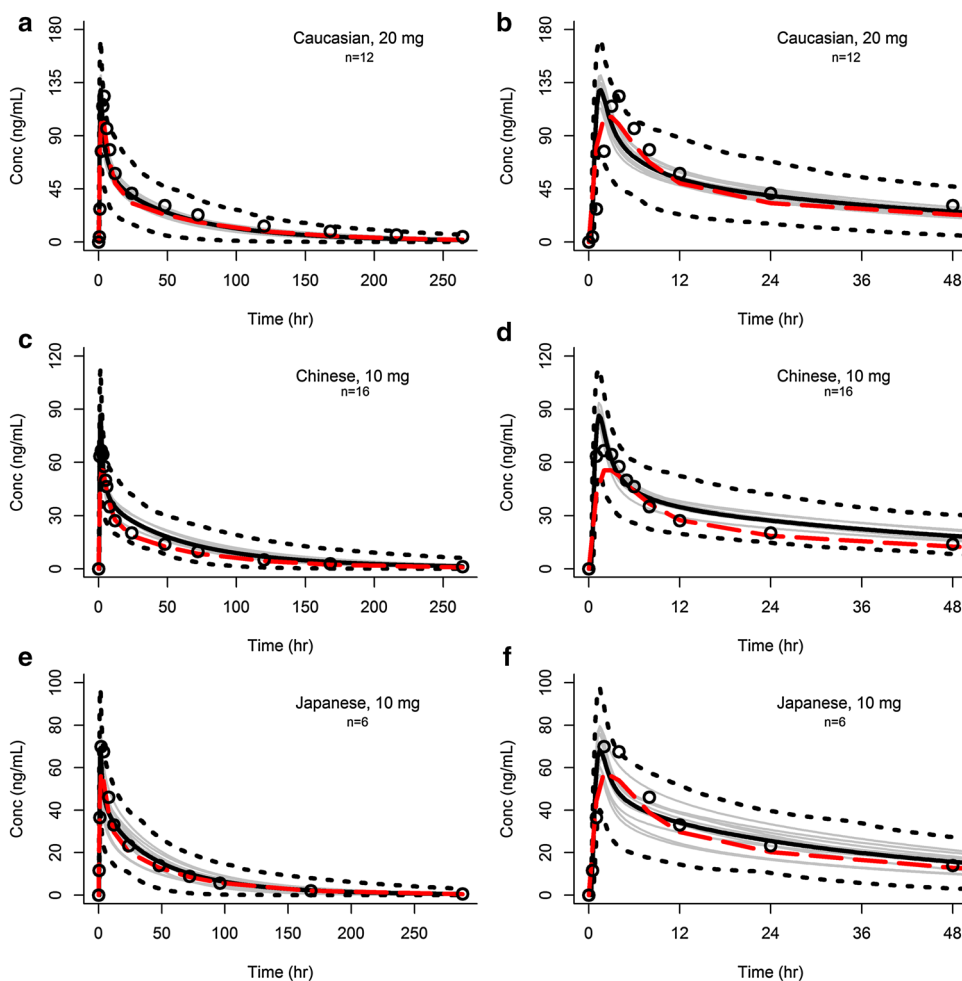 a
Caucasian, 20 mg
n=12
Conc (ng/mL)
0 45 90 135 180
0 50 100 150 200 250
Time (hr)
b
Caucasian, 20 mg
n=12
Conc (ng/mL)
0 45 90 135 180
0 12 24 36 48
Time (hr)
c
Chinese, 10 mg
n=16
Conc (ng/mL)
0 30 60 90 120
0 50 100 150 200 250
Time (hr)
d
Chinese, 10 mg
n=16
Conc (ng/mL)
0 30 60 90 120
0 12 24 36 48
Time (hr)
e
Japanese, 10 mg
n=6
Conc (ng/mL)
0 20 40 60 80 100
0 50 100 150 200 250
Time (hr)
f
Japanese, 10 mg
n=6
Conc (ng/mL)
0 20 40 60 80 100
0 12 24 36 48
Time (hr)